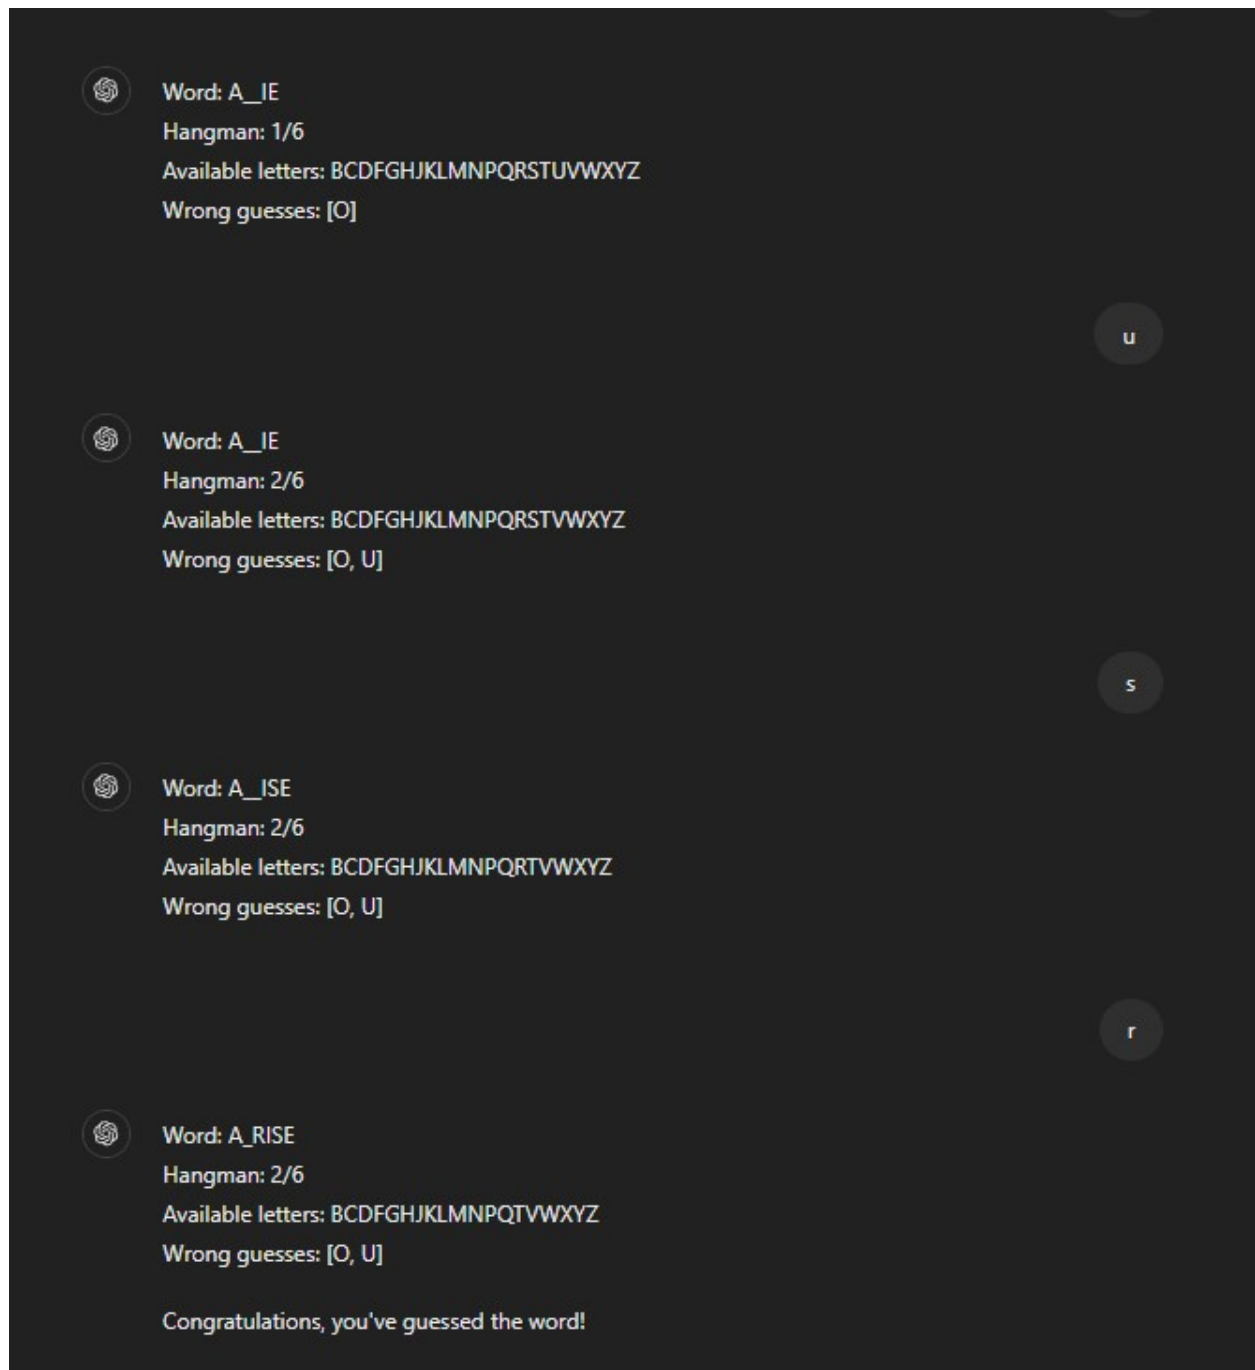 Word: A__IE
Hangman: 1/6
Available letters: BCDFGHJKLMNPQRSTUVWXYZ
Wrong guesses: [O]
u
Word: A__IE
Hangman: 2/6
Available letters: BCDFGHJKLMNPQRSTVWXYZ
Wrong guesses: [O, U]
s
Word: A__ISE
Hangman: 2/6
Available letters: BCDFGHJKLMNPQRTVWXYZ
Wrong guesses: [O, U]
r
Word: A_RISE
Hangman: 2/6
Available letters: BCDFGHJKLMNPQTVWXYZ
Wrong guesses: [O, U]
Congratulations, you've guessed the word!